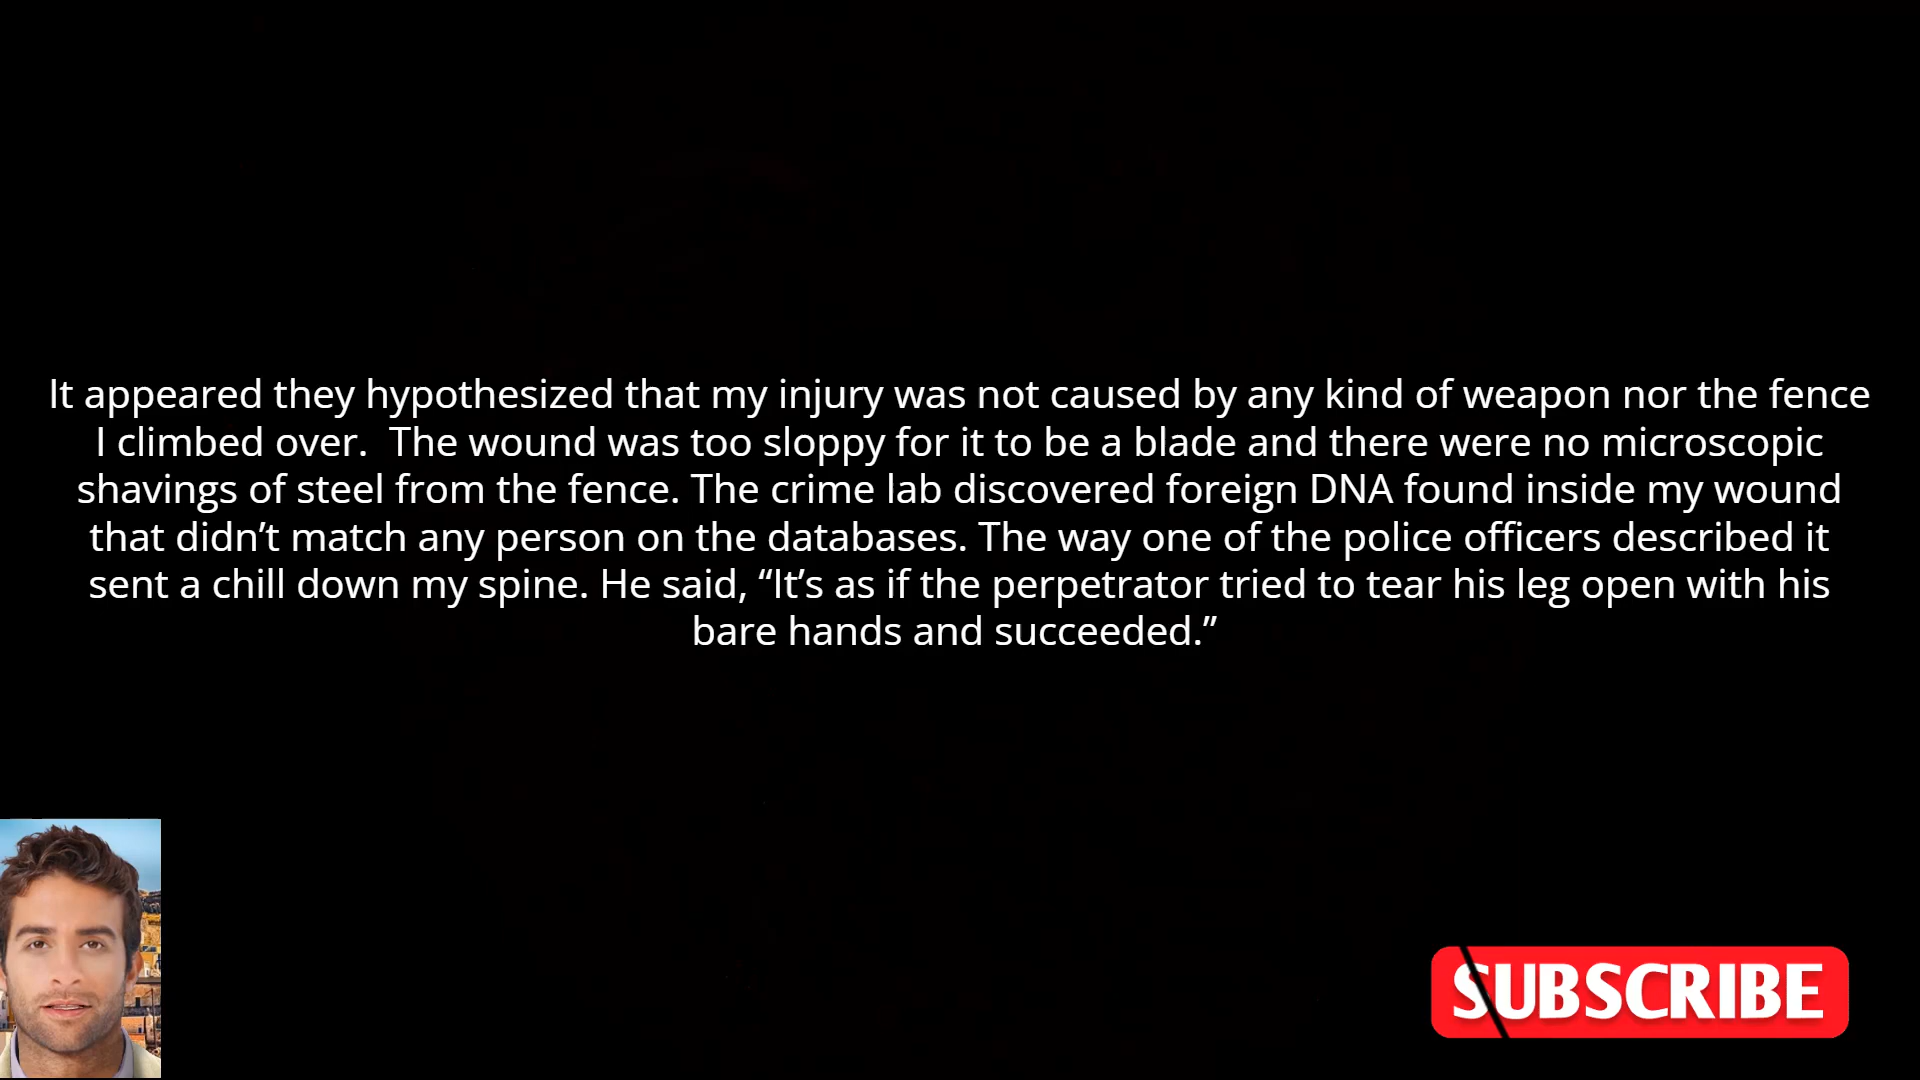 It appeared they hypothesized that my injury was not caused by any kind of weapon nor the fence
I climbed over.  The wound was too sloppy for it to be a blade and there were no microscopic
shavings of steel from the fence. The crime lab discovered foreign DNA found inside my wound
that didn’t match any person on the databases. The way one of the police officers described it
sent a chill down my spine. He said, “It’s as if the perpetrator tried to tear his leg open with his
bare hands and succeeded.”
SUBSCRIBE